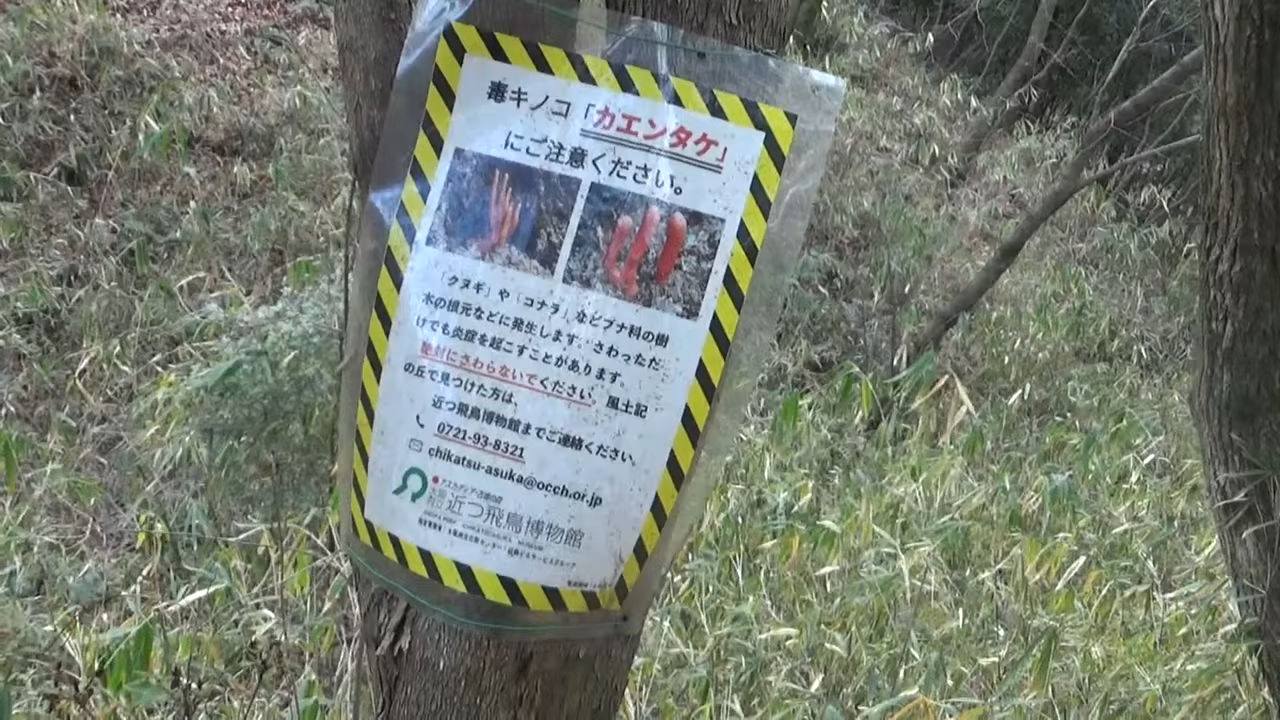 毒キノコ「カエンタケ」
にご注意ください。
「クヌギ」や「コナラ」などブナ科の樹
木の根元などに発生します。さわっただ
けでも炎症を起こすことがあります。
絶対にさわらないでください。風土記
の丘で見つけた方は、
近つ飛鳥博物館までご連絡ください。
0721-93-8321
chikatsu-asuka@occh.or.jp
近つ飛鳥博物館